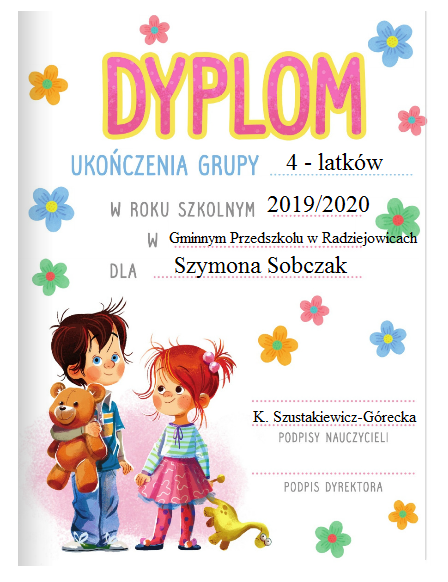 DYPLOM
UKOŃCZENIA GRUPY 4 - latków
W ROKU SZKOLNYM 2019/2020
W Gminnym Przedszkolu w Radziejowicach
DLA Szymona Sobczak
K. Szustakiewicz-Górecka
PODPISY NAUCZYCIELI
PODPIS DYREKTORA